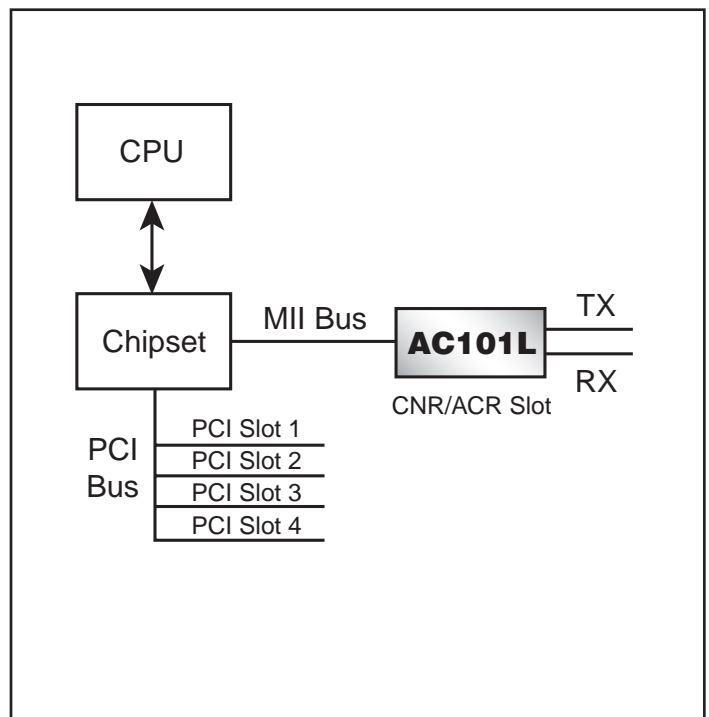 CPU
Chipset
MII Bus
AC101L
TX
RX
CNR/ACR Slot
PCI
Bus
PCI Slot 1
PCI Slot 2
PCI Slot 3
PCI Slot 4